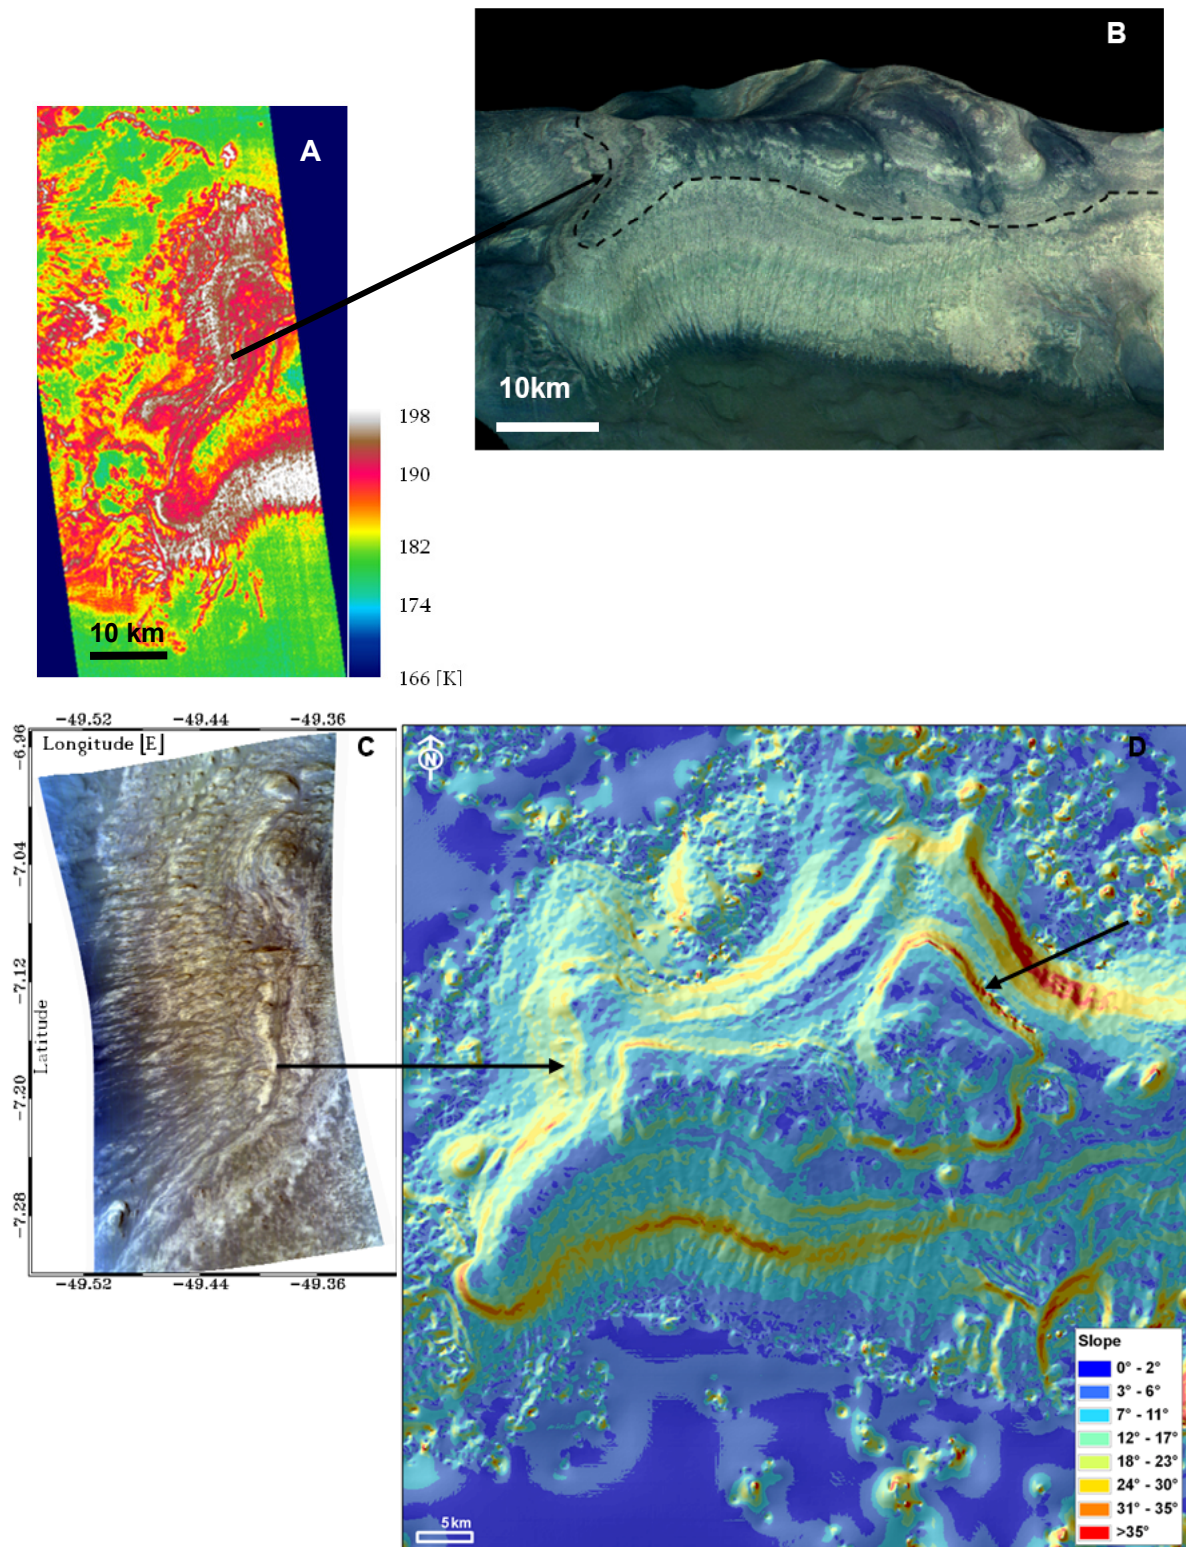 B
A
10km
198
190
182
174
166 [K]
10 km
-49.52 -49.44 -49.36
Longitude [E]
C
-6.96
-7.04
-7.12
-7.20
-7.28
Latitude
-49.52 -49.44 -49.36
N
D
Slope
0° - 2°
3° - 6°
7° - 11°
12° - 17°
18° - 23°
24° - 30°
31° - 35°
>35°
5km